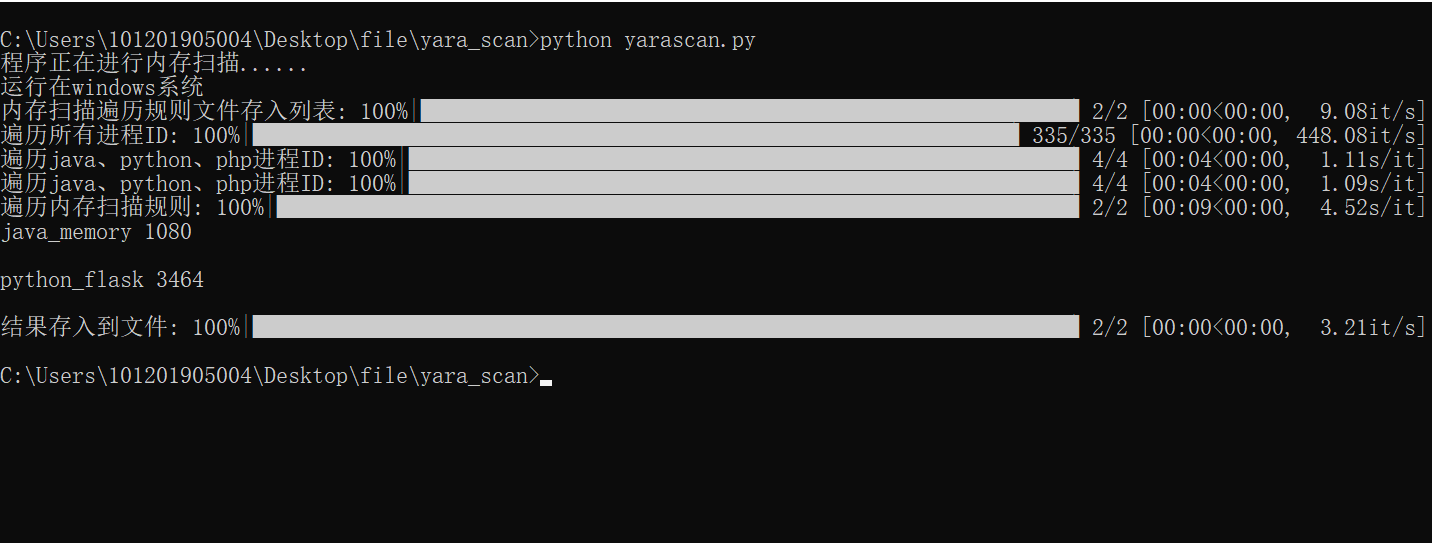 C:\Users\101201905004\Desktop\file\yara_scan>python yarascan.py
程序正在进行内存扫描......
运行在windows系统
内存扫描遍历规则文件存入列表: 100%| | 2/2 [00:00<00:00, 9.08it/s]
遍历所有进程ID: 100%| | 335/335 [00:00<00:00, 448.08it/s]
遍历java、python、php进程ID: 100%| | 4/4 [00:04<00:00, 1.11s/it]
遍历java、python、php进程ID: 100%| | 4/4 [00:04<00:00, 1.09s/it]
遍历内存扫描规则: 100%| | 2/2 [00:09<00:00, 4.52s/it]
java_memory 1080
python_flask 3464
结果存入到文件: 100%| | 2/2 [00:00<00:00, 3.21it/s]
C:\Users\101201905004\Desktop\file\yara_scan>